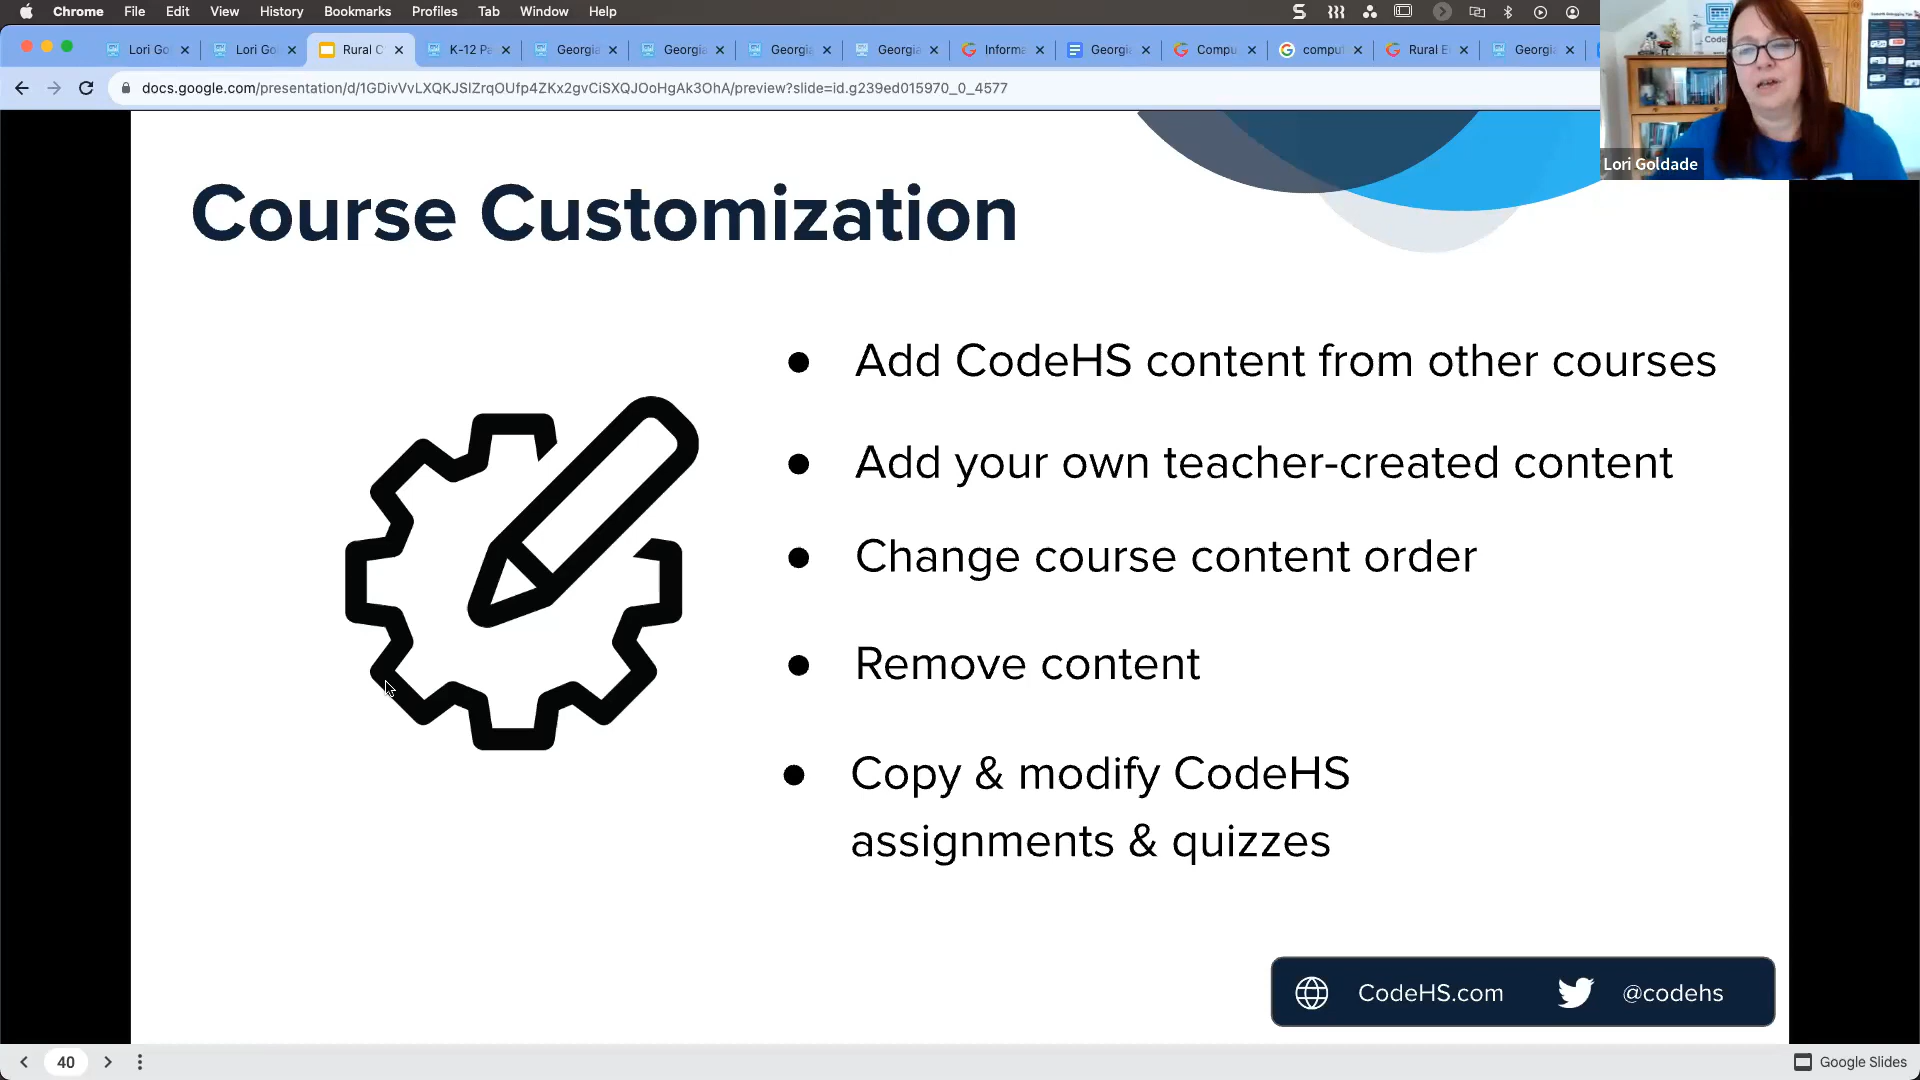 Chrome File Edit View History Bookmarks Profiles Tab Window Help
Lori Go Lori Go Rural C K-12 Pa Georgia Georgia Georgia Georgia Informa Georgia Compu comput Rural E Georgia
docs.google.com/presentation/d/1GDivVvLXQKJSIZrqOUfp4ZKx2gvCiSXQJOoHgAk3OhA/preview?slide=id.g239ed015970_0_4577
Lori Goldade
Course Customization
● Add CodeHS content from other courses
● Add your own teacher-created content
● Change course content order
● Remove content
● Copy & modify CodeHS
assignments & quizzes
CodeHS.com @codehs
40
Google Slides